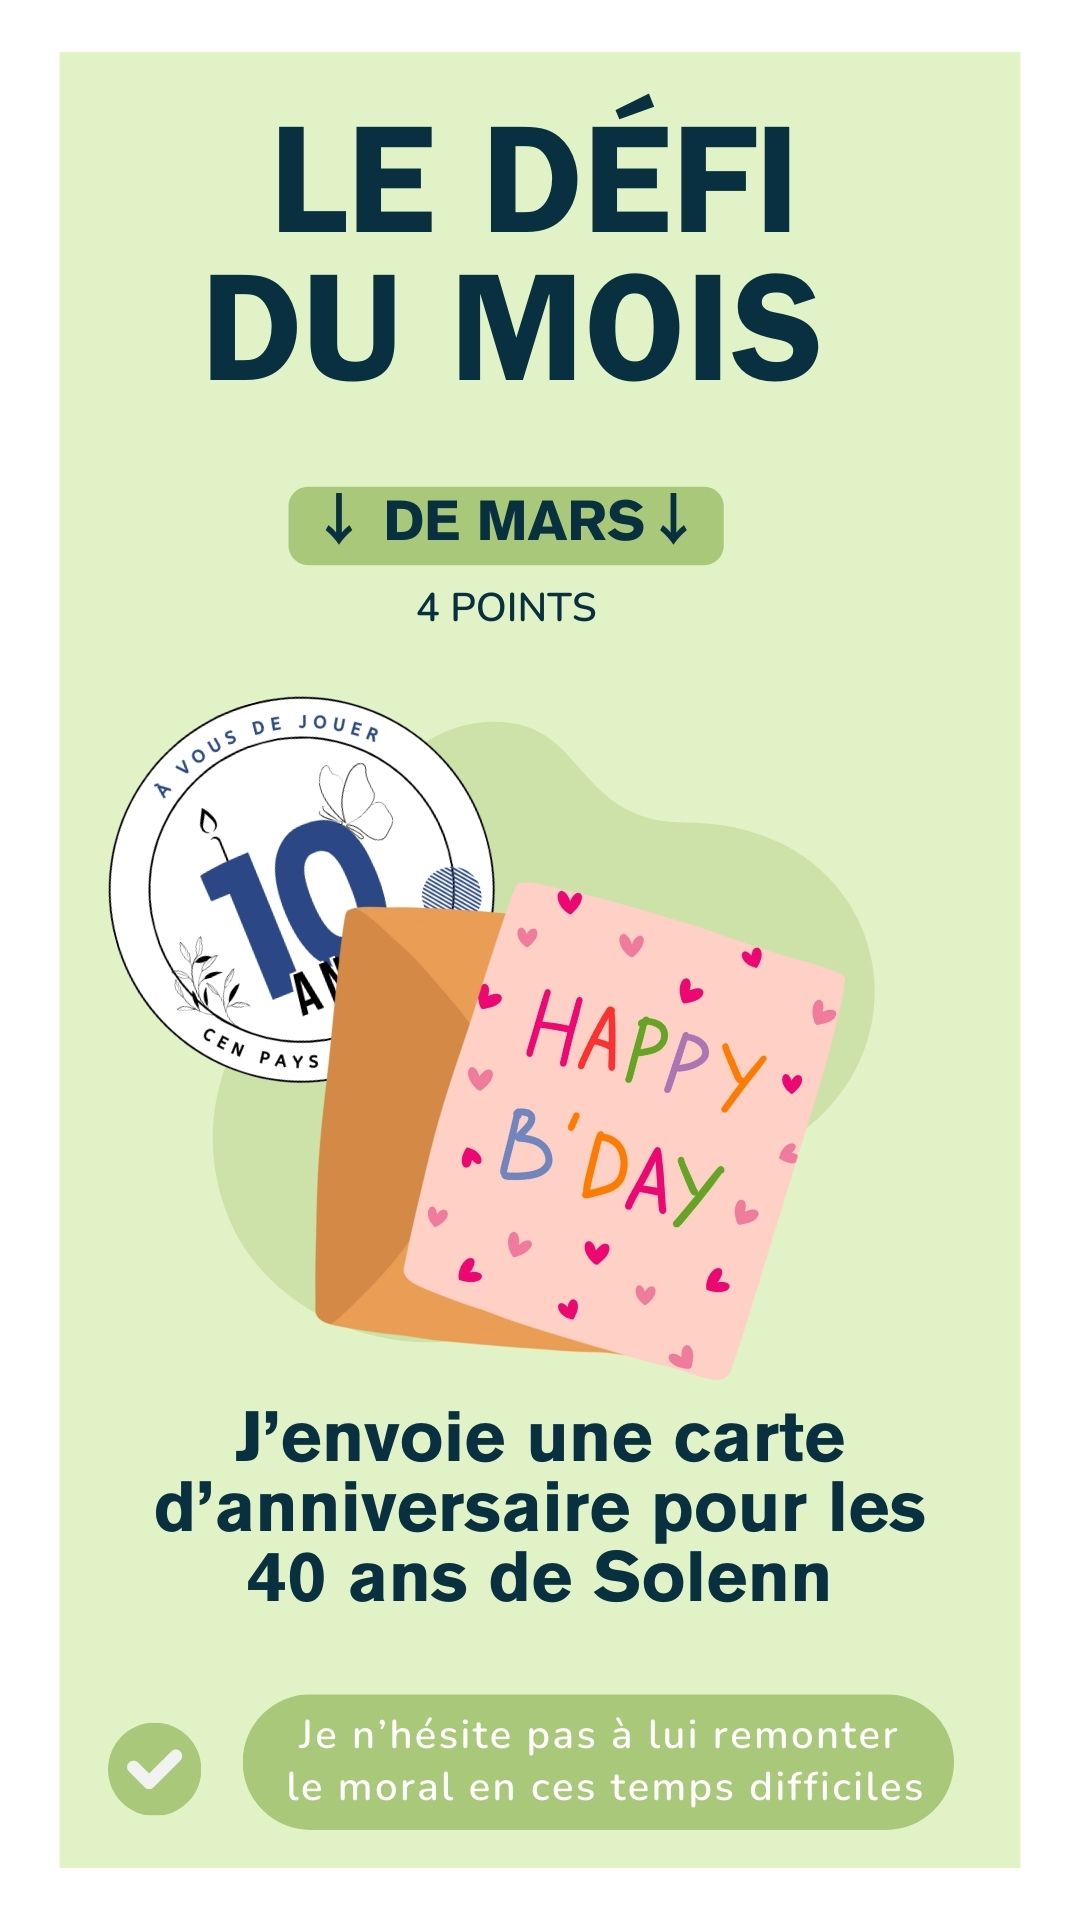 LE DÉFI
DU MOIS
↓ DE MARS ↓
4 POINTS
À VOUS DE JOUER
10
AN
CEN PAYS
HAPPY
B'DAY
J’envoie une carte
d’anniversaire pour les
40 ans de Solenn
Je n’hésite pas à lui remonter
le moral en ces temps difficiles